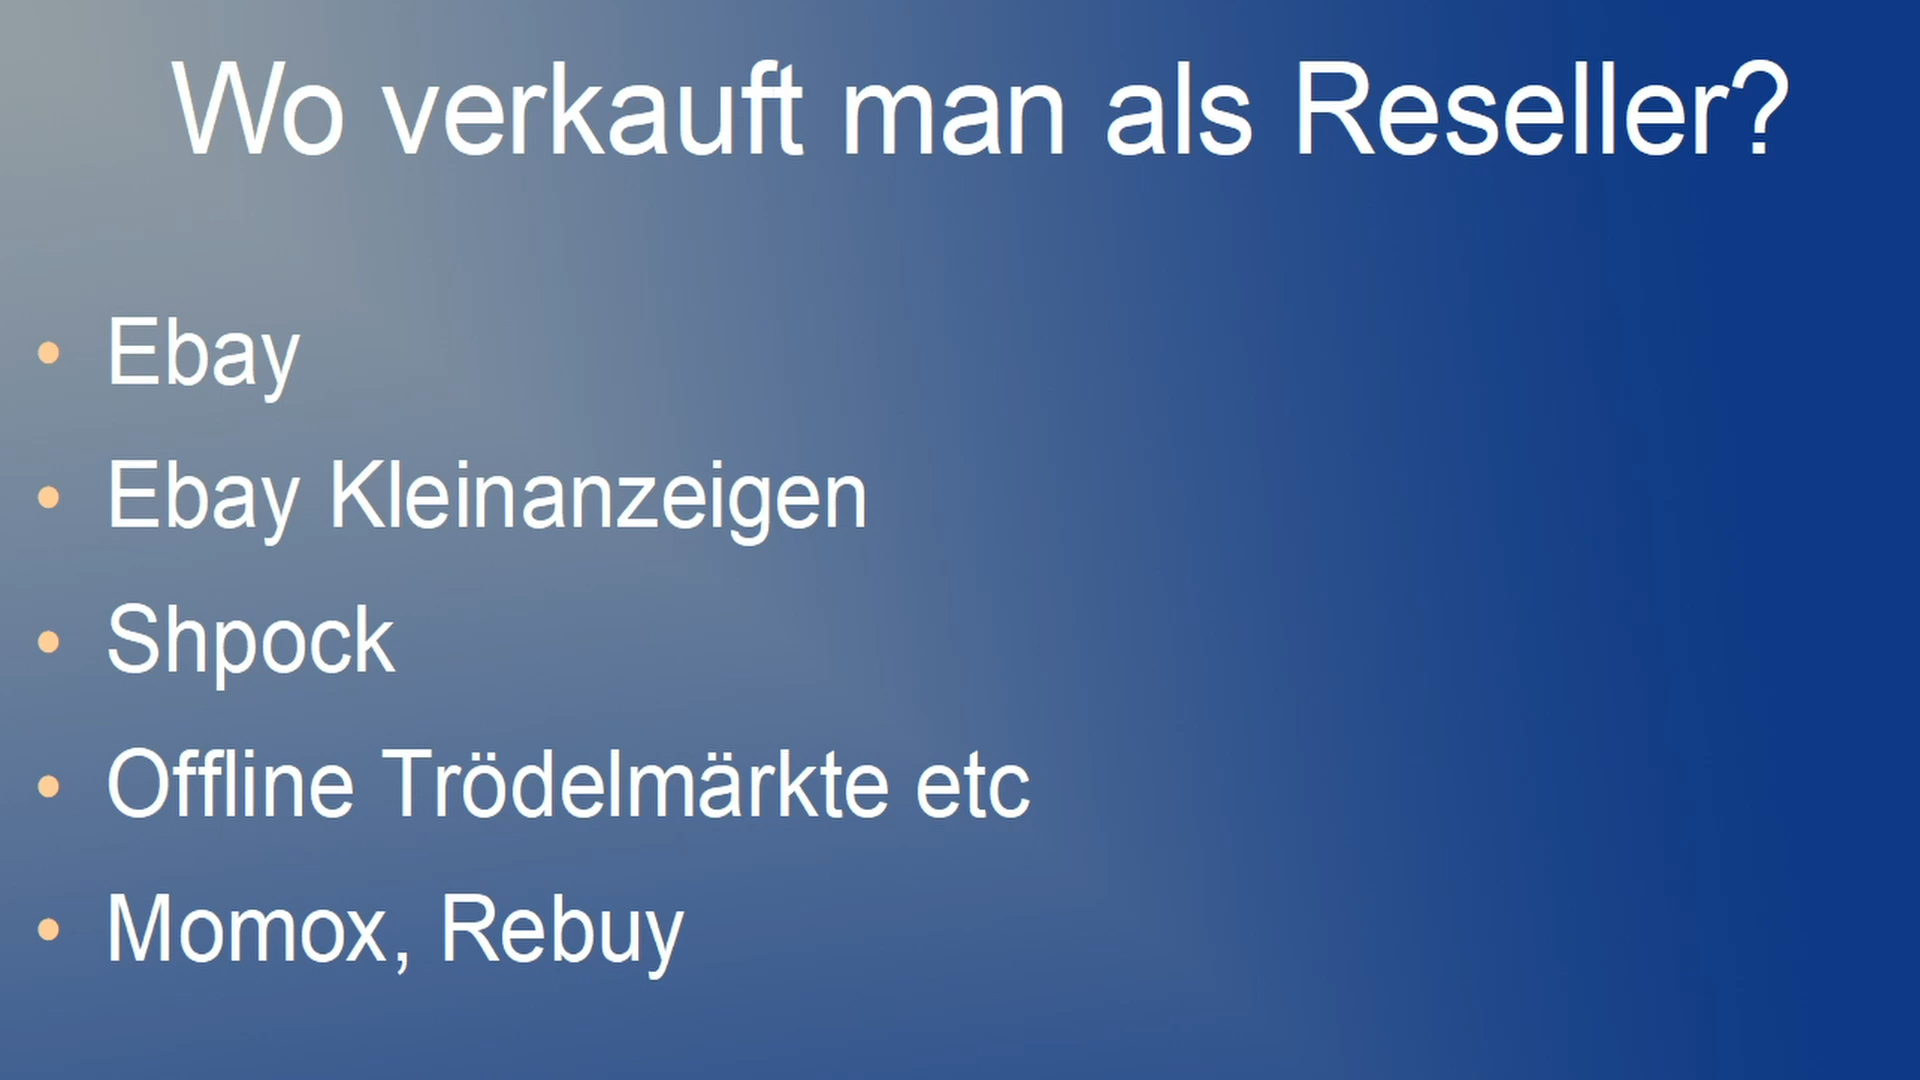 Wo verkauft man als Reseller?
• Ebay
• Ebay Kleinanzeigen
• Shpock
• Offline Trödelmärkte etc
• Momox, Rebuy